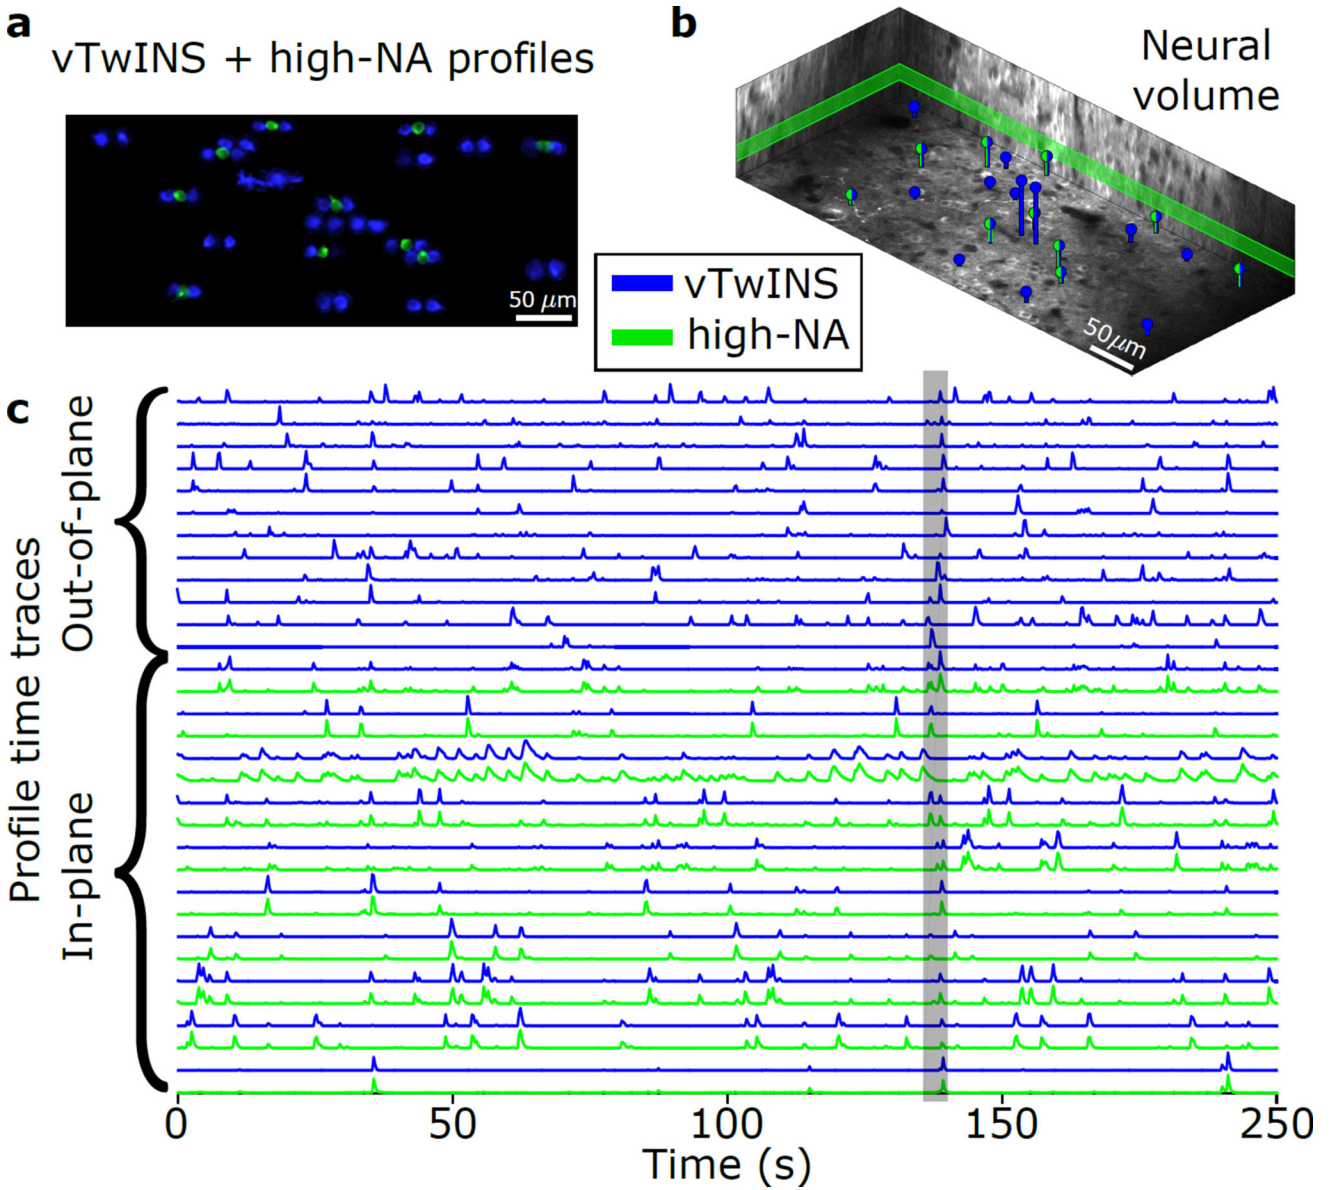 a
vTwINS + high-NA profiles
50 μm
b
Neural
volume
50μm
vTwINS
high-NA
c
Profile time traces
Out-of-plane
In-plane
0 50 100 150 250
Time (s)